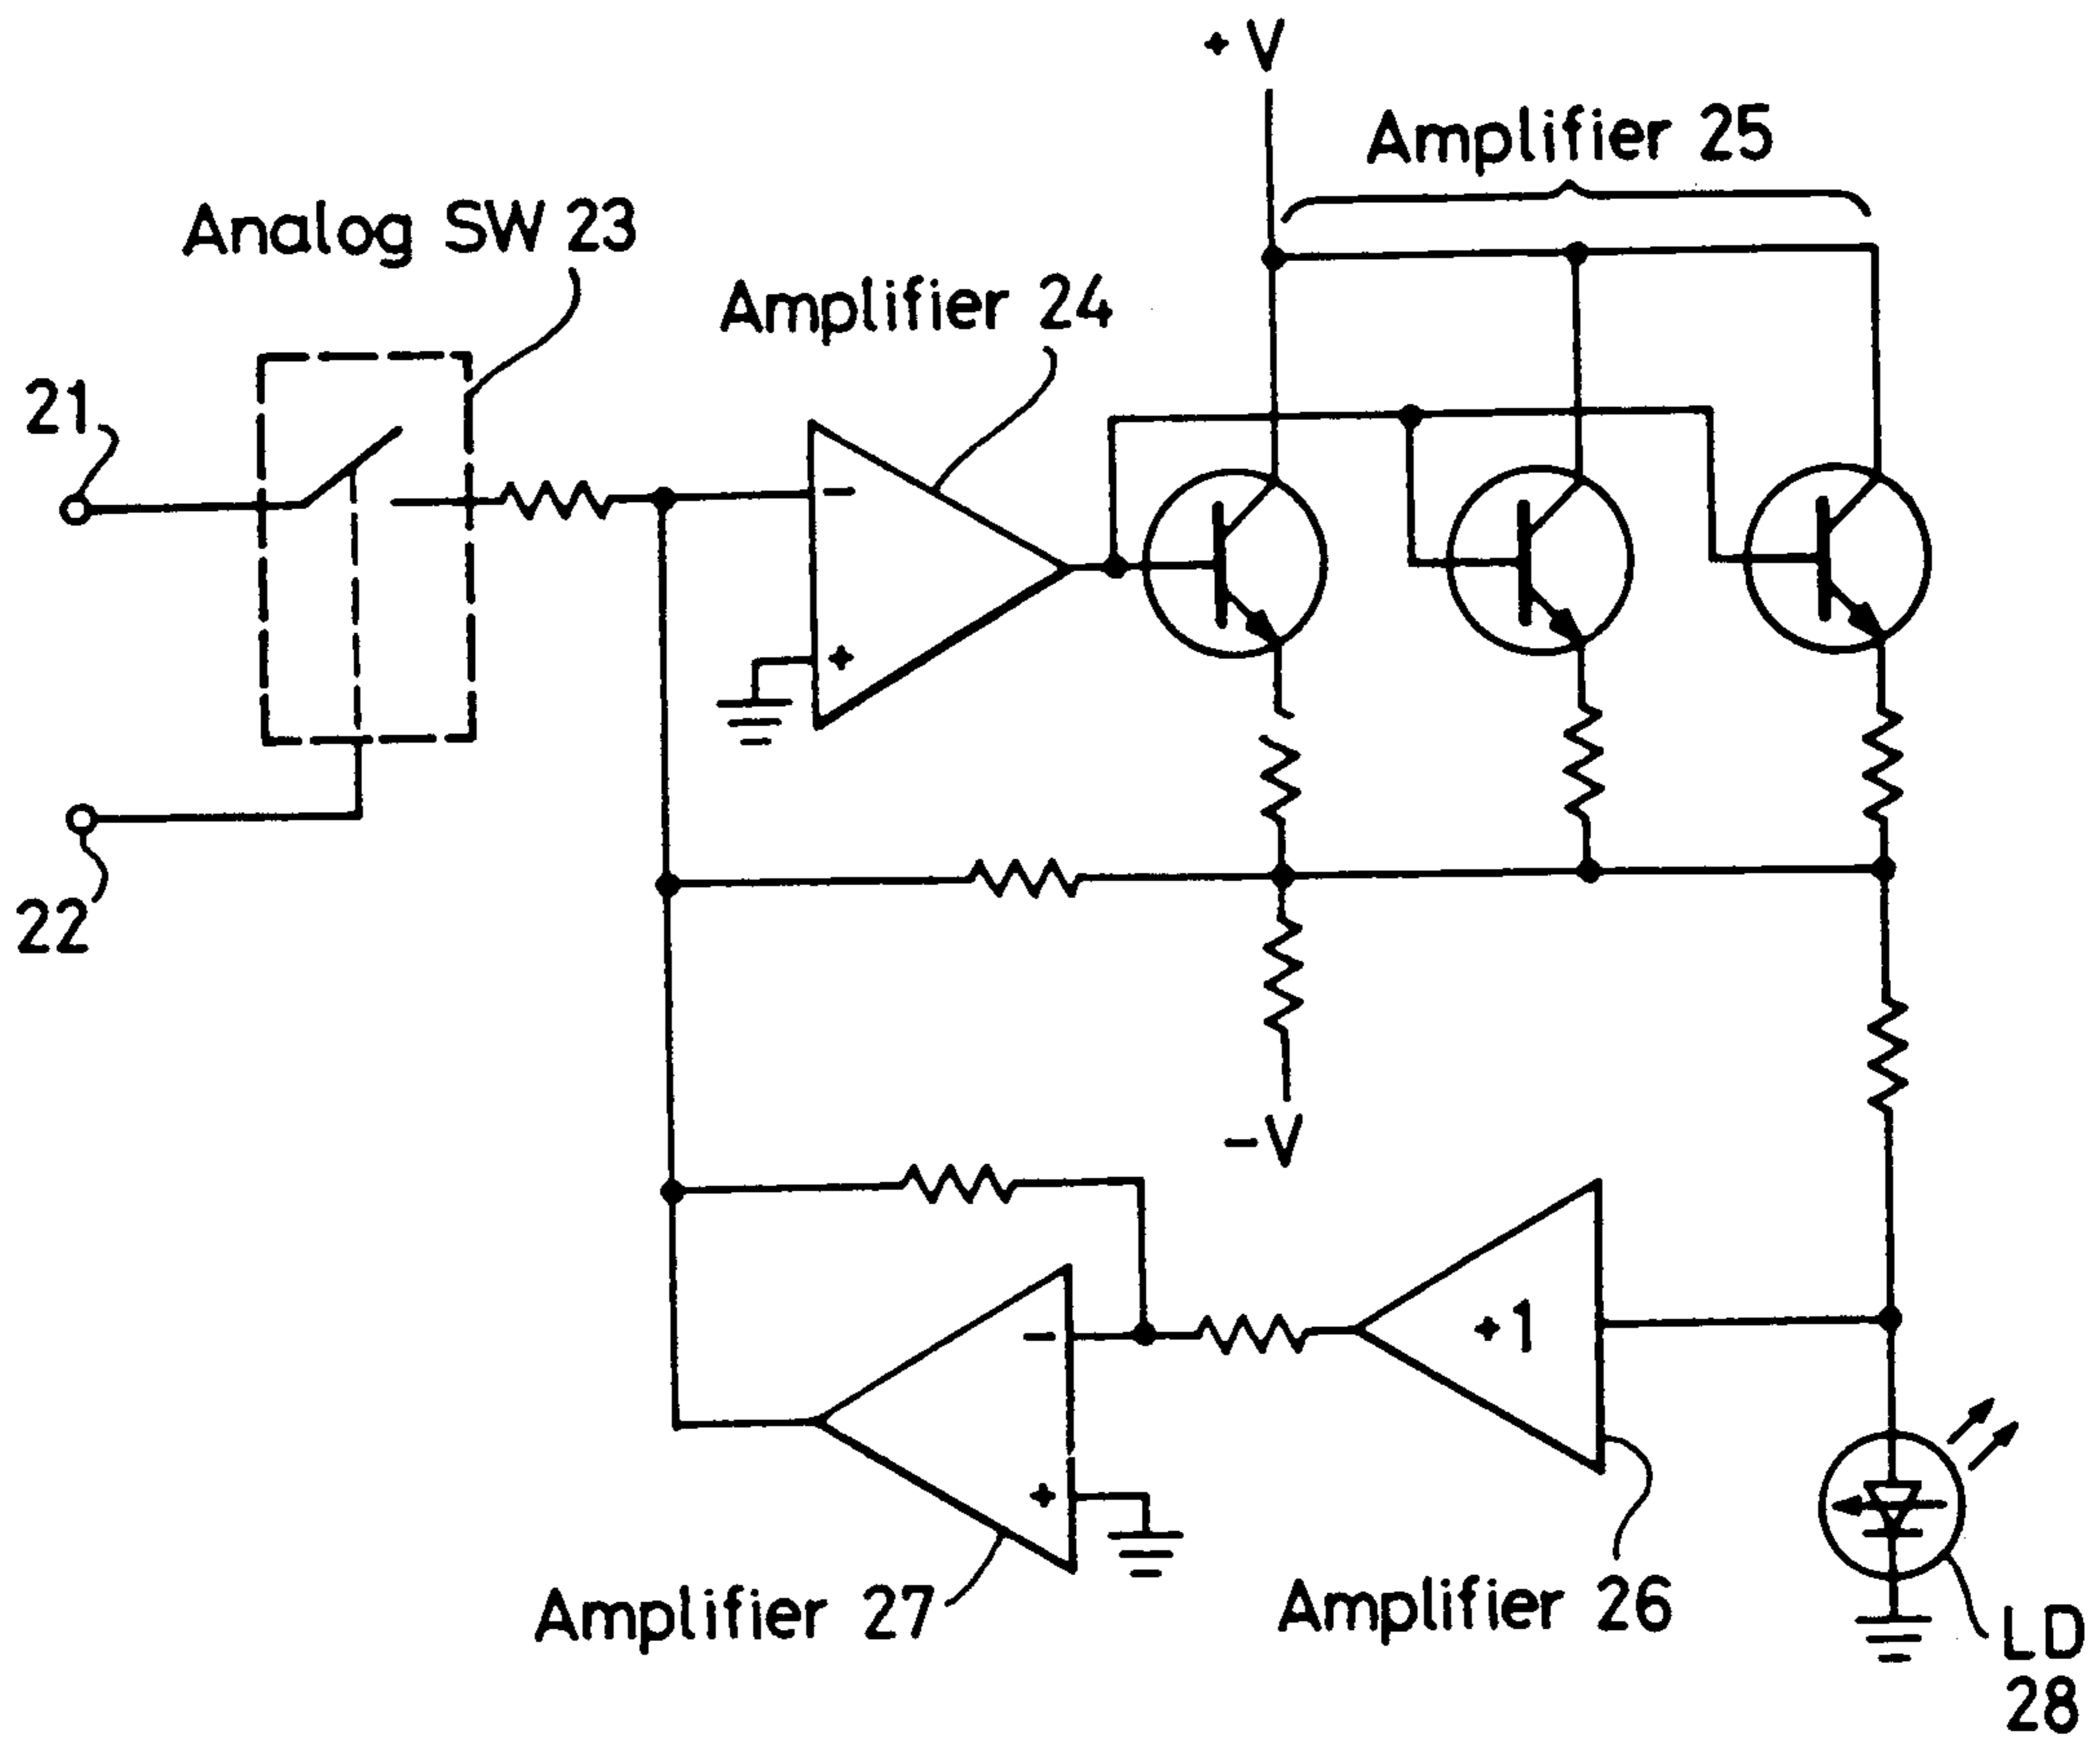 +V
Amplifier 25
Analog SW 23
Amplifier 24
21
-
+
22
-V
+1
-
+
Amplifier 27
Amplifier 26
LD
28